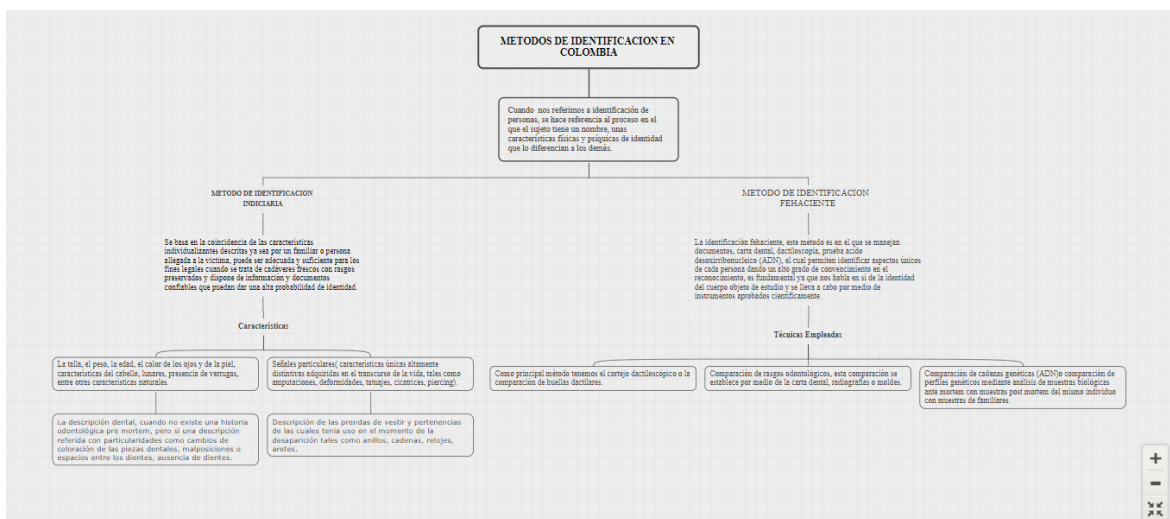 METODOS DE IDENTIFICACION EN
COLOMBIA
Cuando nos referimos a identificación de
personas, se hace referencia al proceso en el
que el sujeto tiene un nombre, unas
características físicas y psíquicas de identidad
que lo diferencian a los demás.
METODO DE IDENTIFICACION
INDICIARIA
Se basa en la coincidencia de las características
individualizantes descritas ya sea por un familiar o persona
allegada a la víctima, puede ser adecuada y suficiente para los
fines legales cuando se trata de cadáveres frescos con rasgos
preservados y dispone de información y documentos
confiables que puedan dar una alta probabilidad de identidad.
Características
La talla, el peso, la edad, el color de los ojos y de la piel,
características del cabello, lunares, presencia de verrugas,
entre otras características naturales.
Señales particulares( características únicas altamente
distintivas adquiridas en el transcurso de la vida, tales como
amputaciones, deformidades, tatuajes, cicatrices, piercing).
La descripción dental, cuando no existe una historia
odontológica pre mortem, pero si una descripción
referida con particularidades como cambios de
coloración de las piezas dentales, malposiciones o
espacios entre los dientes, ausencia de dientes.
Descripción de las prendas de vestir y pertenencias
de las cuales tenía uso en el momento de la
desaparición tales como anillos, cadenas, relojes,
aretes.
METODO DE IDENTIFICACION
FEHACIENTE
La identificación fehaciente, este método es en el que se manejan
documentos, carta dental, dactiloscopia, prueba acido
desoxirribonucleico (ADN), el cual permiten identificar aspectos únicos
de cada persona dando un alto grado de convencimiento en el
reconocimiento, es fundamental ya que nos habla en si de la identidad
del cuerpo objeto de estudio y se lleva a cabo por medio de
instrumentos aprobados científicamente.
Técnicas Empleadas
Como principal método tenemos el cortejo dactiloscópico o la
comparación de huellas dactilares.
Comparación de rasgos odontológicos, esta comparación se
establece por medio de la carta dental, radiografías o moldes.
Comparación de cadenas genéticas (ADN)o comparación de
perfiles genéticos mediante análisis de muestras biológicas
ante mortem con muestras post mortem del mismo individuo
con muestras de familiares.